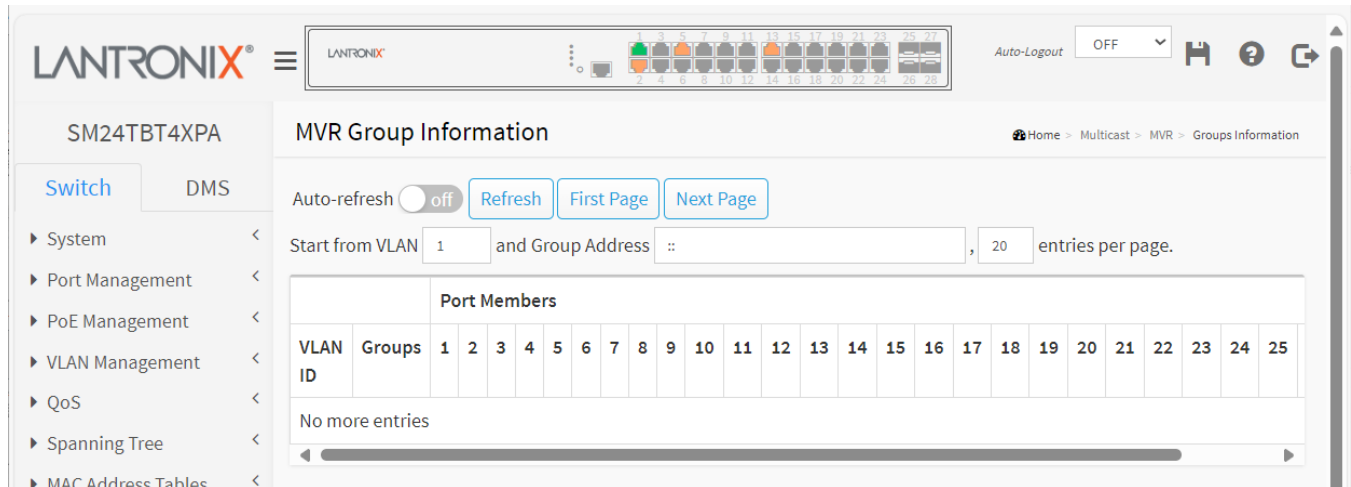 LANTRONIX®
LANTRONIX
1 3 5 7 9 11 13 15 17 19 21 23 25 27
2 4 6 8 10 12 14 16 18 20 22 24 26 28
Auto-Logout OFF
SM24TBT4XPA
Switch DMS
System
Port Management
PoE Management
VLAN Management
QoS
Spanning Tree
MAC Address Tables
MVR Group Information
Home > Multicast > MVR > Groups Information
Auto-refresh off Refresh First Page Next Page
Start from VLAN 1 and Group Address :: , 20 entries per page.
Port Members
VLAN ID Groups 1 2 3 4 5 6 7 8 9 10 11 12 13 14 15 16 17 18 19 20 21 22 23 24 25
No more entries